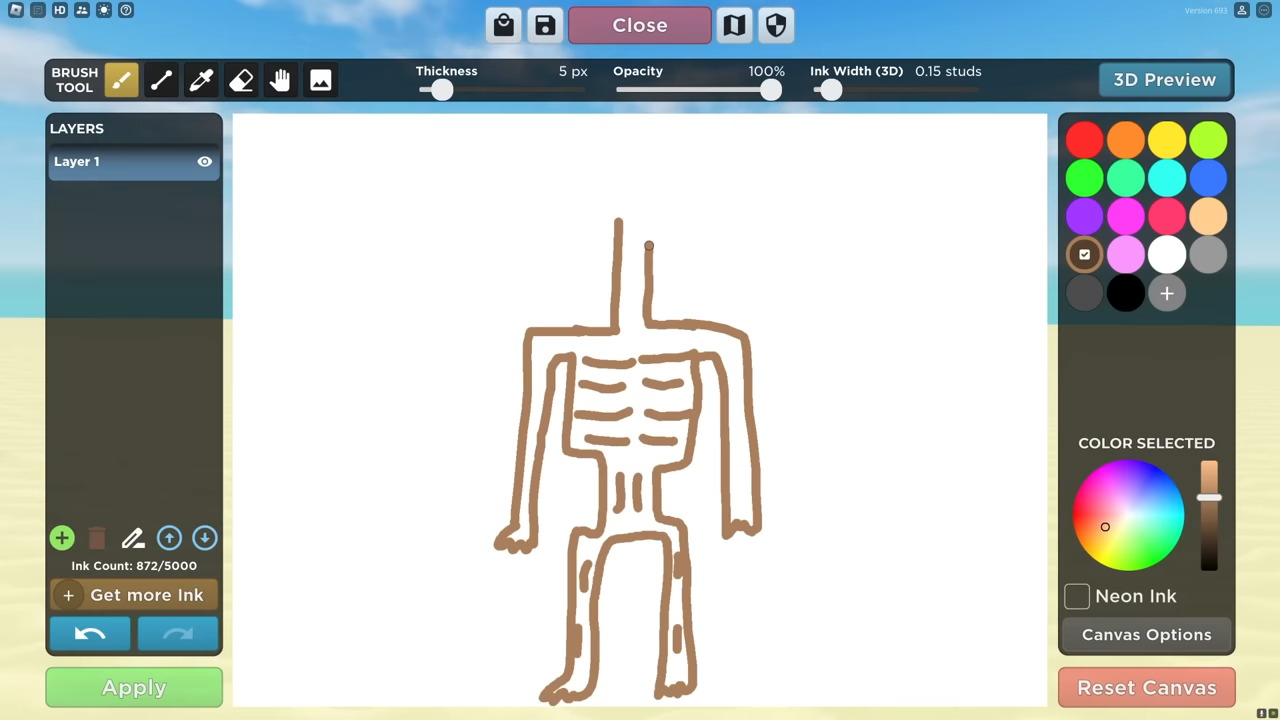 Version 693
Close
BRUSH
TOOL
Thickness 5 px
Opacity 100%
Ink Width (3D) 0.15 studs
3D Preview
LAYERS
Layer 1
COLOR SELECTED
Ink Count: 872/5000
+ Get more Ink
Neon Ink
Canvas Options
Apply
Reset Canvas